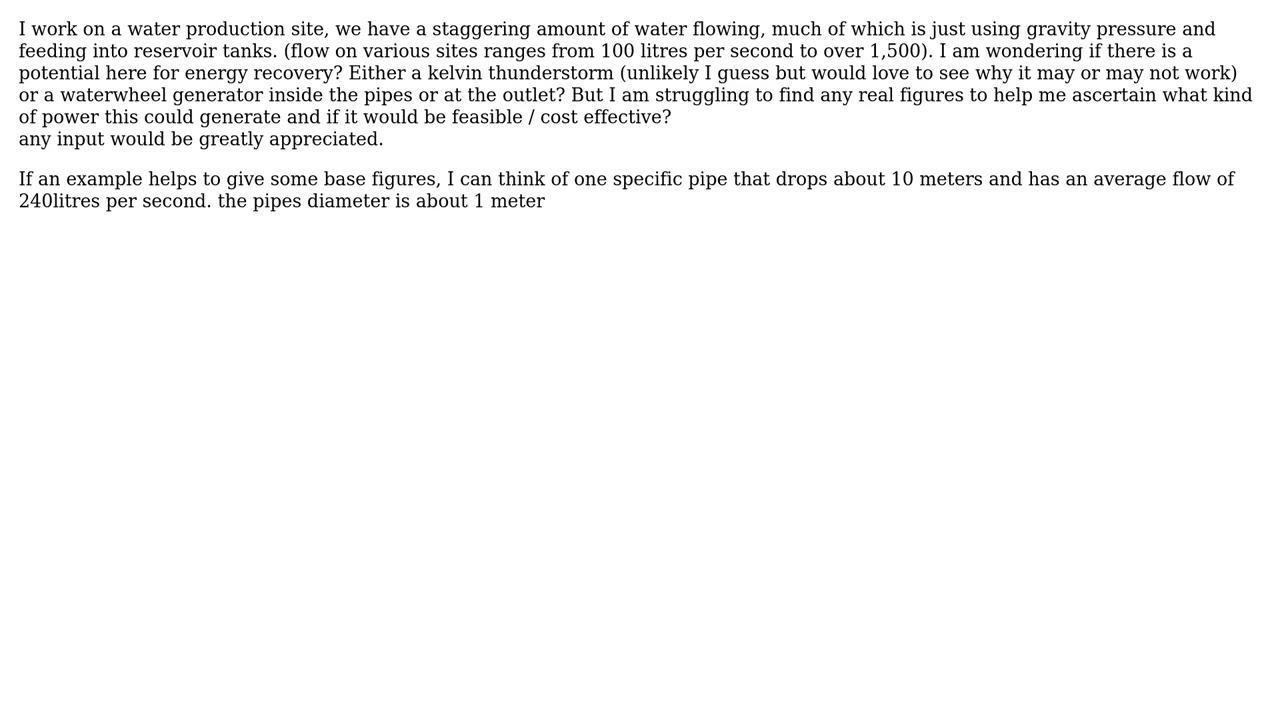 I work on a water production site, we have a staggering amount of water flowing, much of which is just using gravity pressure and
feeding into reservoir tanks. (flow on various sites ranges from 100 litres per second to over 1,500). I am wondering if there is a
potential here for energy recovery? Either a kelvin thunderstorm (unlikely I guess but would love to see why it may or may not work)
or a waterwheel generator inside the pipes or at the outlet? But I am struggling to find any real figures to help me ascertain what kind
of power this could generate and if it would be feasible / cost effective?
any input would be greatly appreciated.
If an example helps to give some base figures, I can think of one specific pipe that drops about 10 meters and has an average flow of
240litres per second. the pipes diameter is about 1 meter